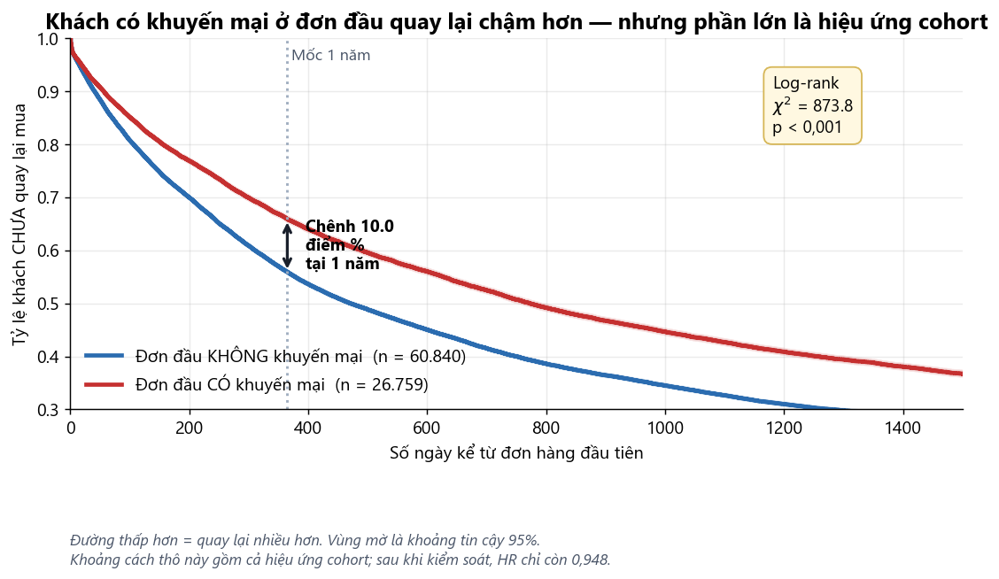 Khách có khuyến mại ở đơn đầu quay lại chậm hơn — nhưng phần lớn là hiệu ứng cohort
Tỷ lệ khách CHƯA quay lại mua
1.0
0.9
0.8
0.7
0.6
0.5
0.4
0.3
Mốc 1 năm
Log-rank
χ² = 873.8
p < 0,001
Chênh 10.0
điểm %
tại 1 năm
Đơn đầu KHÔNG khuyến mại (n = 60.840)
Đơn đầu CÓ khuyến mại (n = 26.759)
0 200 400 600 800 1000 1200 1400
Số ngày kể từ đơn hàng đầu tiên
Đường thấp hơn = quay lại nhiều hơn. Vùng mờ là khoảng tin cậy 95%.
Khoảng cách thô này gồm cả hiệu ứng cohort; sau khi kiểm soát, HR chỉ còn 0,948.